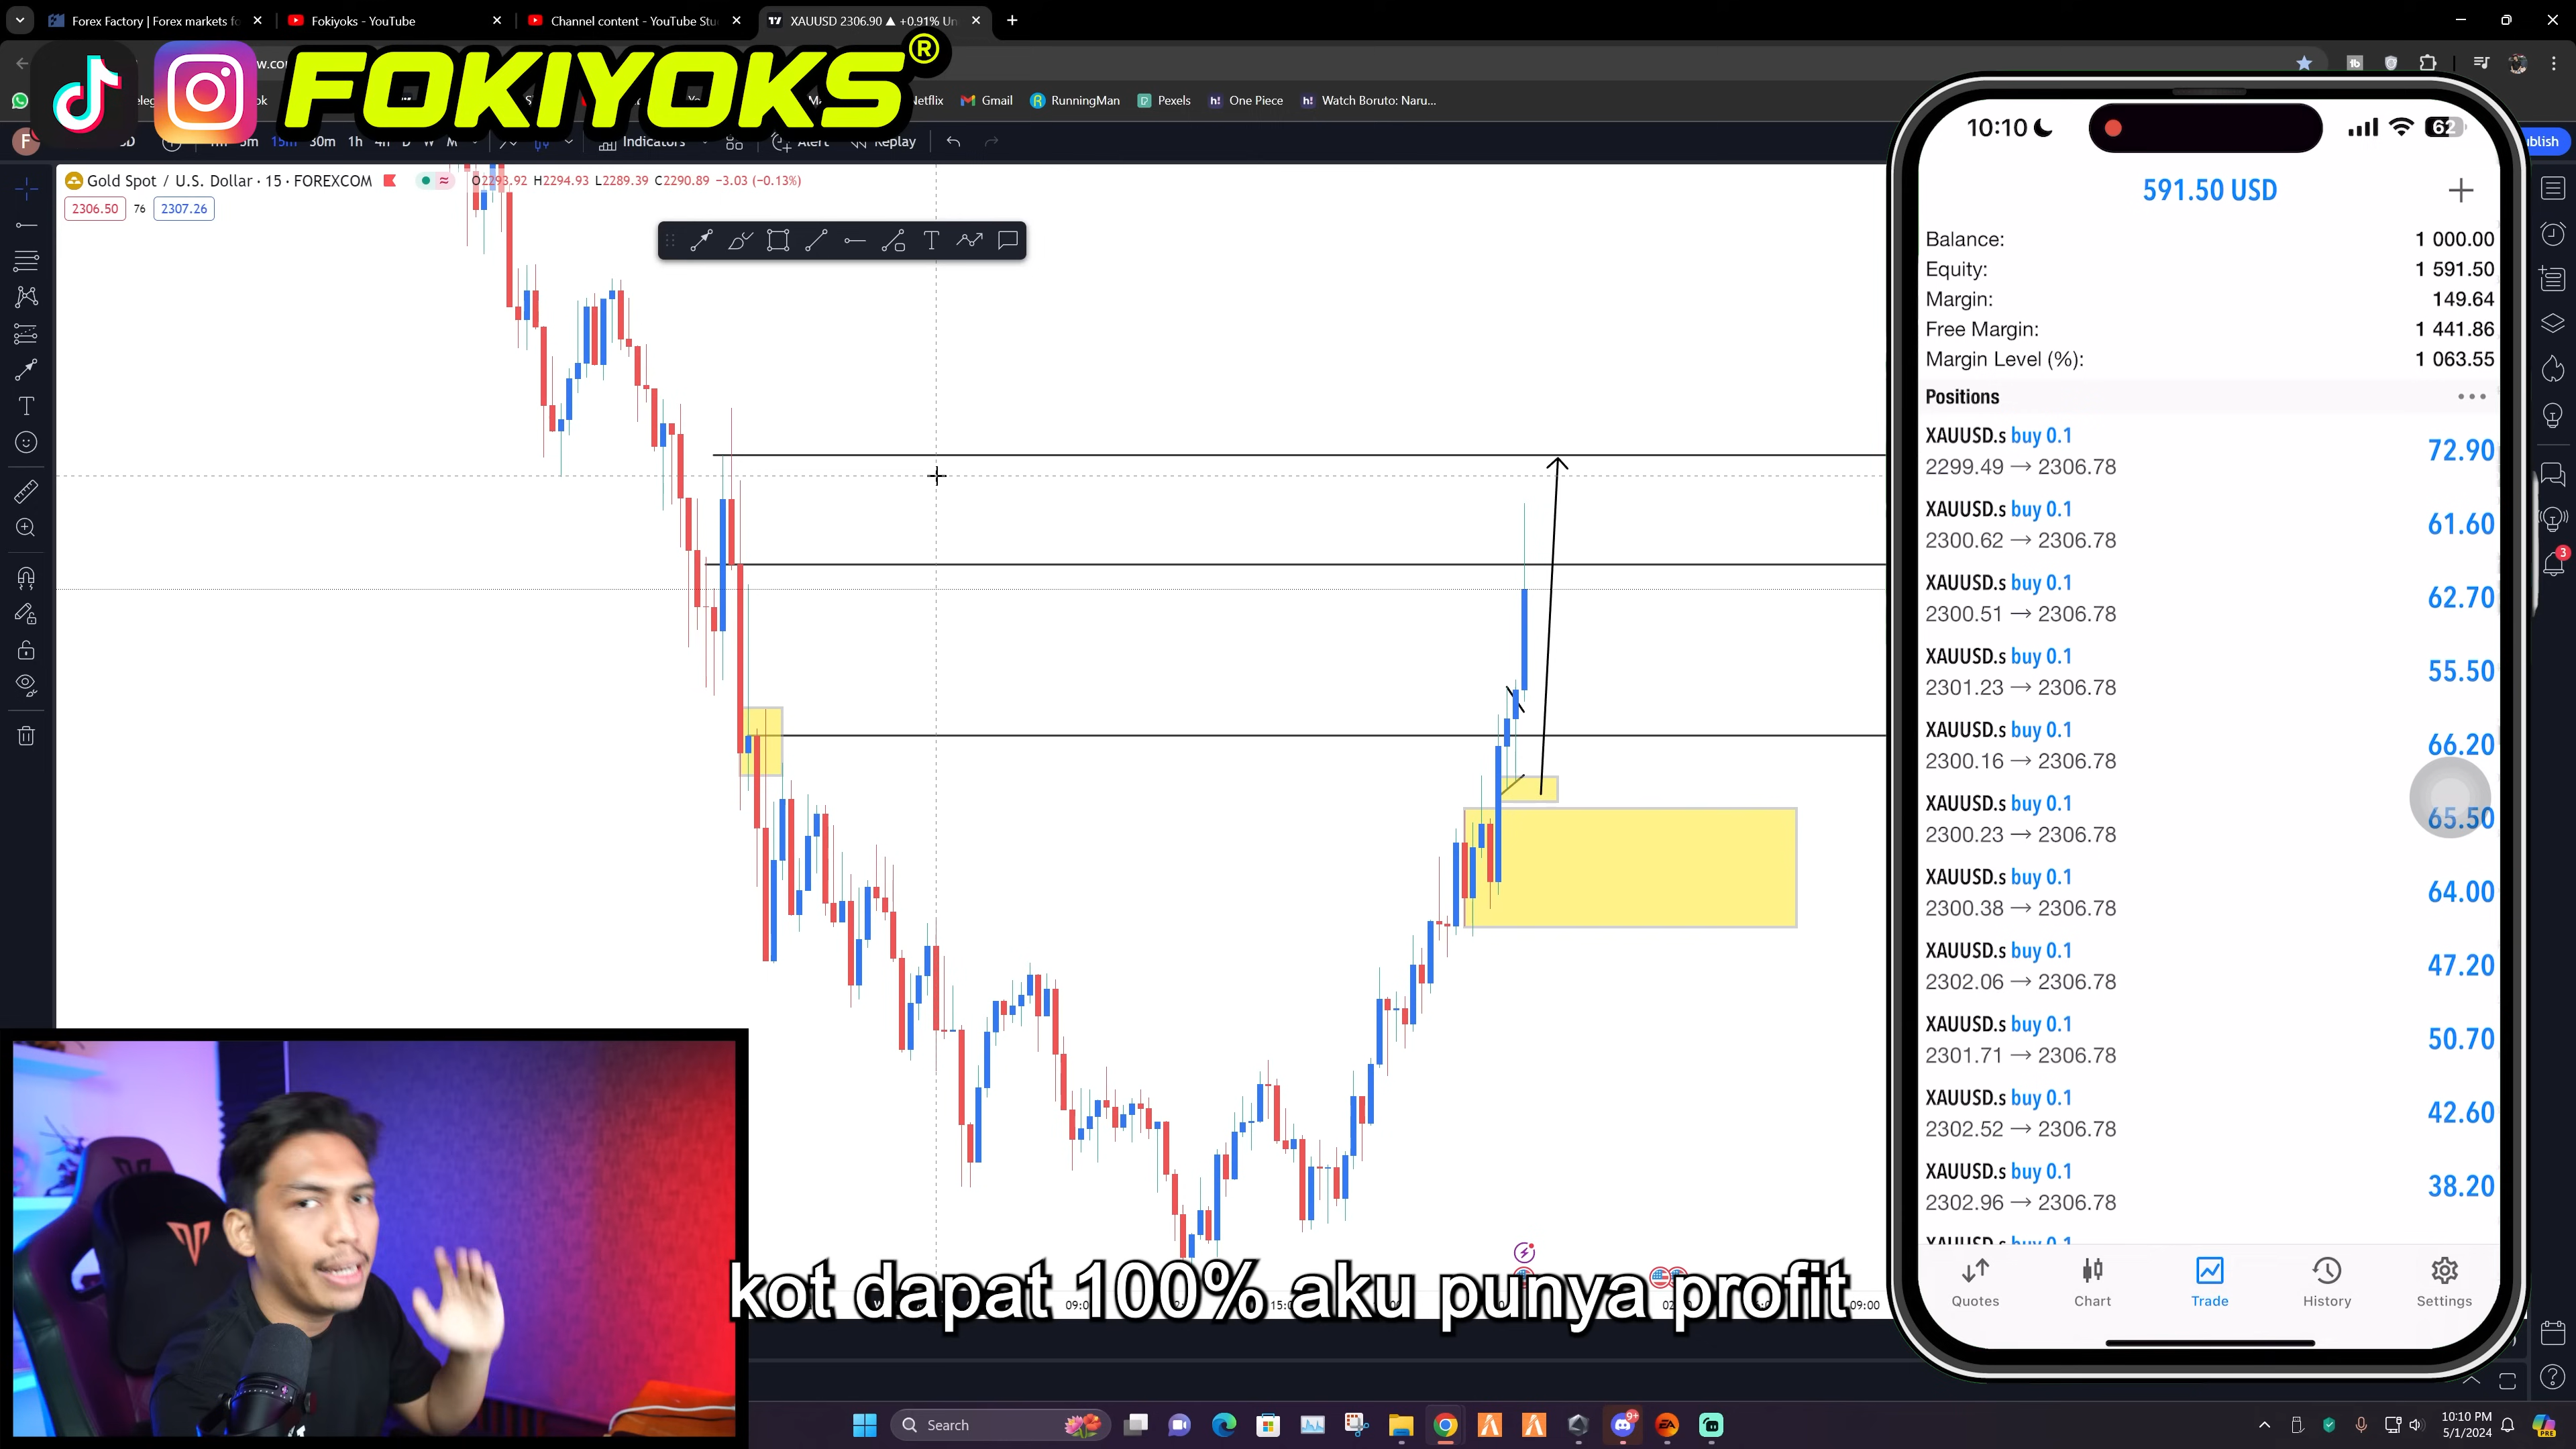 Forex Factory | Forex markets fo
Fokiyoks - YouTube
Channel content - YouTube Stu
XAUUSD 2306.90 ▲ +0.91% Un
FOKIYOKS®
Netflix
Gmail
RunningMan
Pexels
One Piece
Watch Boruto: Naru...
15m
30m
1h
4h
D
W
M
Indicators
Alert
Replay
Gold Spot / U.S. Dollar · 15 · FOREXCOM
O2293.92 H2294.93 L2289.39 C2290.89 −3.03 (−0.13%)
2306.50
76
2307.26
10:10
62
591.50 USD
Balance:
1 000.00
Equity:
1 591.50
Margin:
149.64
Free Margin:
1 441.86
Margin Level (%):
1 063.55
Positions
XAUUSD.s buy 0.1
72.90
2299.49 → 2306.78
XAUUSD.s buy 0.1
61.60
2300.62 → 2306.78
XAUUSD.s buy 0.1
62.70
2300.51 → 2306.78
XAUUSD.s buy 0.1
55.50
2301.23 → 2306.78
XAUUSD.s buy 0.1
66.20
2300.16 → 2306.78
XAUUSD.s buy 0.1
65.50
2300.23 → 2306.78
XAUUSD.s buy 0.1
64.00
2300.38 → 2306.78
XAUUSD.s buy 0.1
47.20
2302.06 → 2306.78
XAUUSD.s buy 0.1
50.70
2301.71 → 2306.78
XAUUSD.s buy 0.1
42.60
2302.52 → 2306.78
XAUUSD.s buy 0.1
38.20
2302.96 → 2306.78
Quotes
Chart
Trade
History
Settings
kot dapat 100% aku punya profit
09:00
Search
10:10 PM
5/1/2024